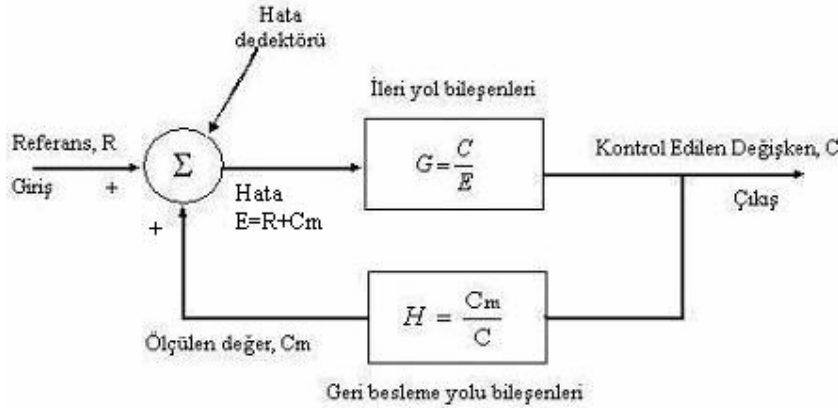 Hata
dedektörü
İleri yol bileşenleri
Referans, R
Giriş
+
Σ
+
Hata
E=R+Cm
G = C/E
Kontrol Edilen Değişken, C
Çıkış
H = Cm/C
Ölçülen değer, Cm
Geri besleme yolu bileşenleri